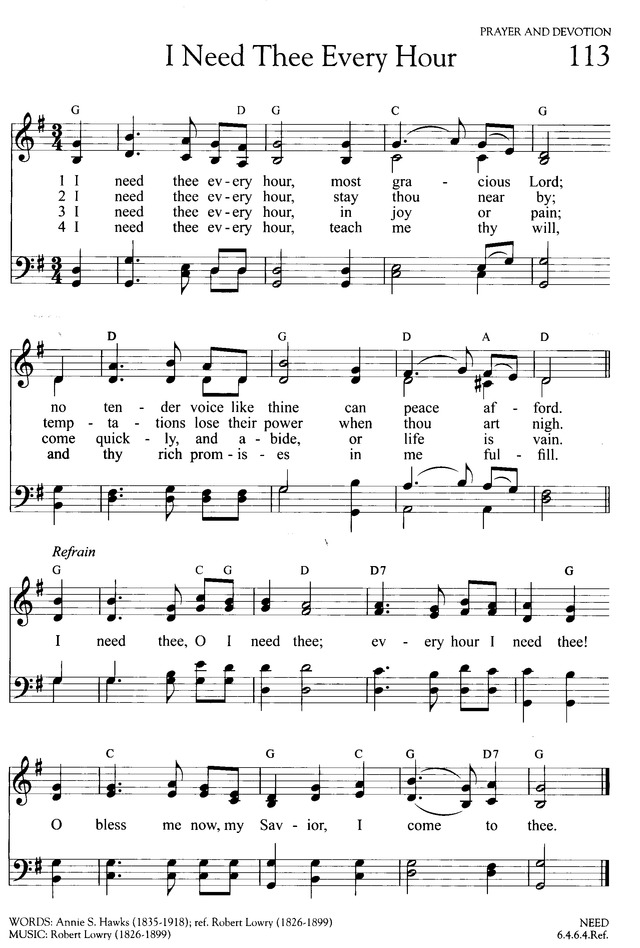 PRAYER AND DEVOTION
I Need Thee Every Hour 113
G D G C G
1 I need thee ev-ery hour, most gra - cious Lord;
2 I need thee ev-ery hour, stay thou near by;
3 I need thee ev-ery hour, in joy or pain;
4 I need thee ev-ery hour, teach me thy will,
D G D A D
no ten - der voice like thine can peace af - ford.
temp - ta - tions lose their power when thou art nigh.
come quick - ly, and a - bide, or life is vain.
and thy rich prom - is - es in me ful - fill.
Refrain
G C G D D7 G
I need thee, O I need thee; ev - ery hour I need thee!
G C G C G D7 G
O bless me now, my Sav - ior, I come to thee.
WORDS: Annie S. Hawks (1835-1918); ref. Robert Lowry (1826-1899) NEED
MUSIC: Robert Lowry (1826-1899) 6.4.6.4.Ref.